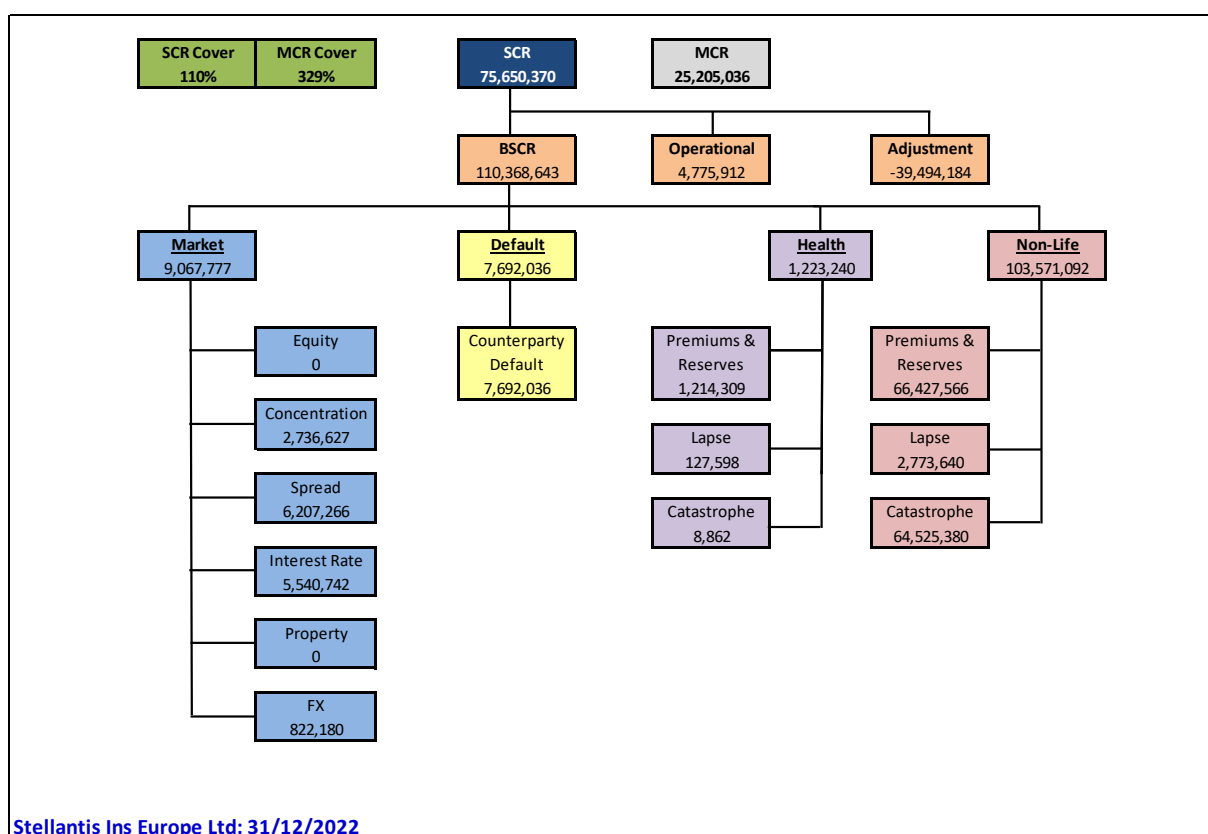 SCR Cover
110%
MCR Cover
329%
SCR
75,650,370
MCR
25,205,036
BSCR
110,368,643
Operational
4,775,912
Adjustment
-39,494,184
Market
9,067,777
Default
7,692,036
Health
1,223,240
Non-Life
103,571,092
Equity
0
Concentration
2,736,627
Spread
6,207,266
Interest Rate
5,540,742
Property
0
FX
822,180
Counterparty
Default
7,692,036
Premiums &
Reserves
1,214,309
Lapse
127,598
Catastrophe
8,862
Premiums &
Reserves
66,427,566
Lapse
2,773,640
Catastrophe
64,525,380
Stellantis Ins Europe Ltd: 31/12/2022